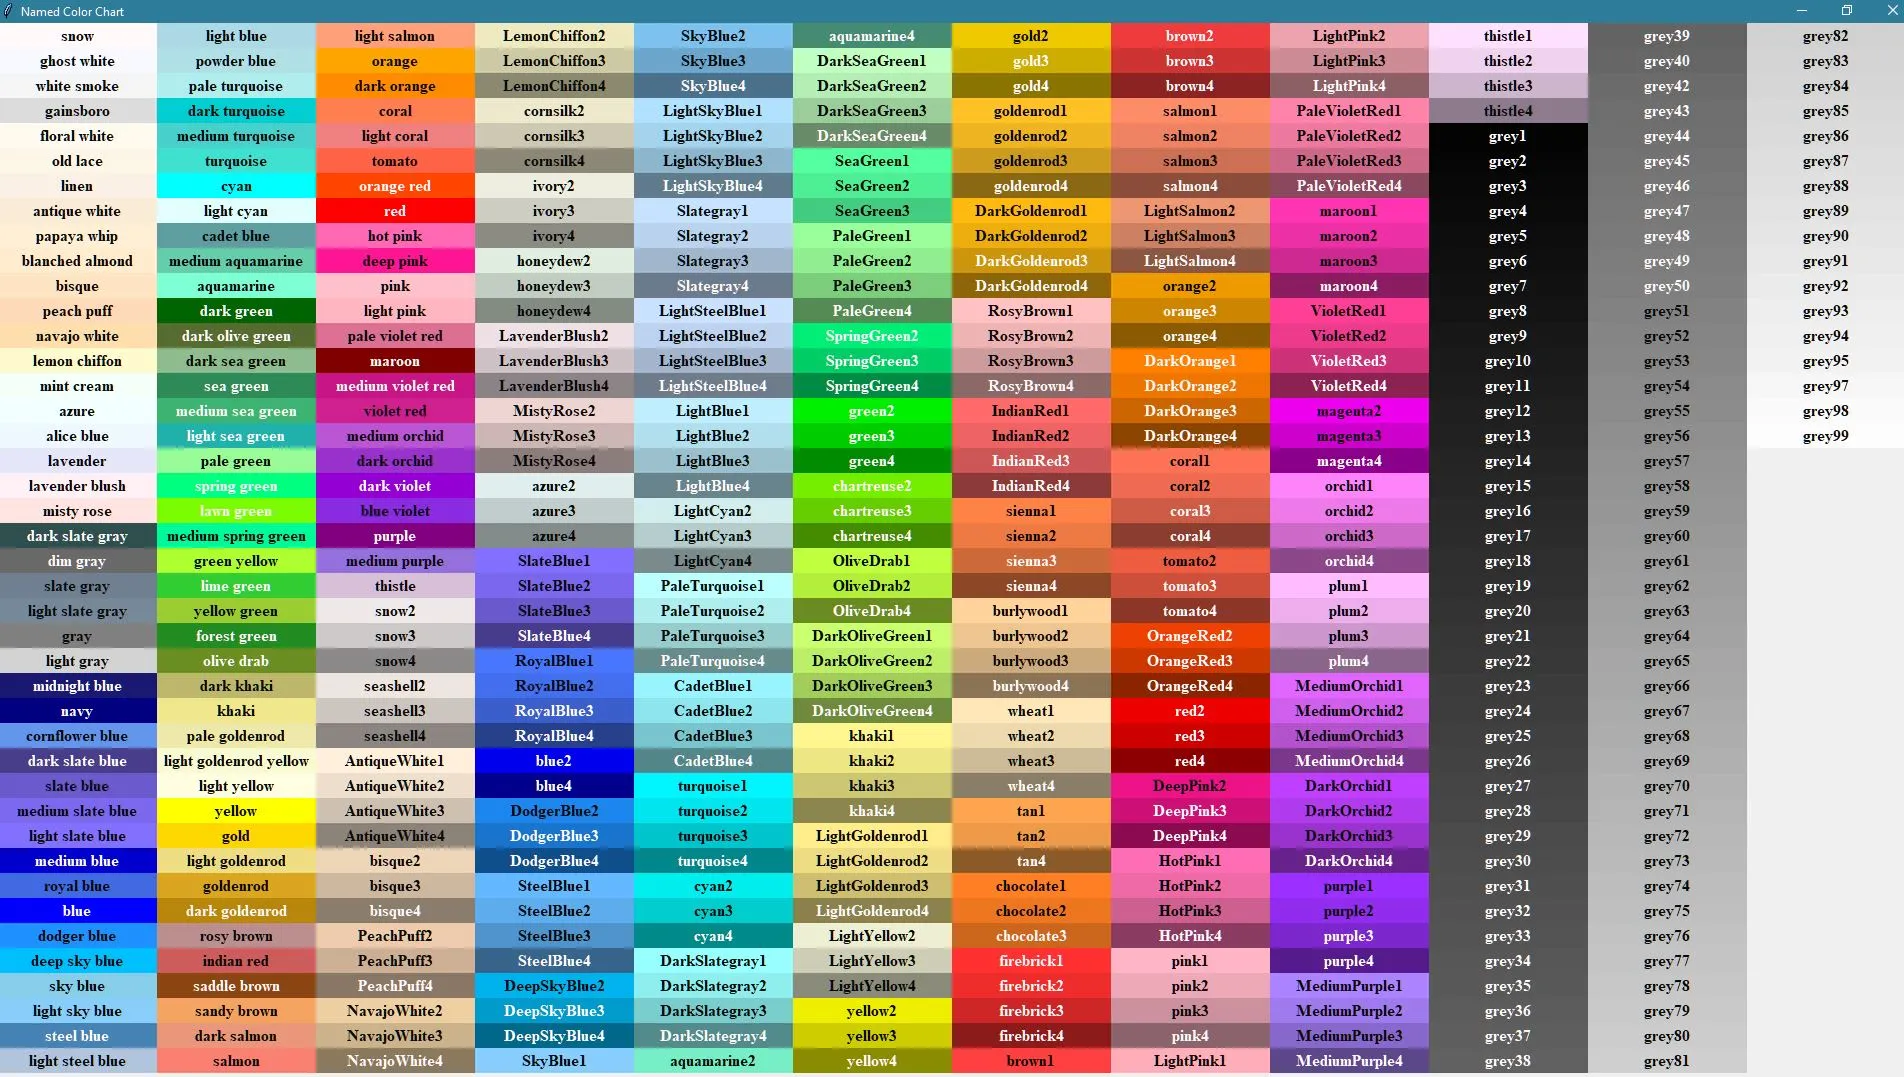 Named Color Chart
snow
ghost white
white smoke
gainsboro
floral white
old lace
linen
antique white
papaya whip
blanched almond
bisque
peach puff
navajo white
lemon chiffon
mint cream
azure
alice blue
lavender
lavender blush
misty rose
dark slate gray
dim gray
slate gray
light slate gray
gray
light gray
midnight blue
navy
cornflower blue
dark slate blue
slate blue
medium slate blue
light slate blue
medium blue
royal blue
blue
dodger blue
deep sky blue
sky blue
light sky blue
steel blue
light steel blue
light blue
powder blue
pale turquoise
dark turquoise
medium turquoise
turquoise
cyan
light cyan
cadet blue
medium aquamarine
aquamarine
dark green
dark olive green
dark sea green
sea green
medium sea green
light sea green
pale green
spring green
lawn green
medium spring green
green yellow
lime green
yellow green
forest green
olive drab
dark khaki
khaki
pale goldenrod
light goldenrod yellow
light yellow
yellow
gold
light goldenrod
goldenrod
dark goldenrod
rosy brown
indian red
saddle brown
sandy brown
dark salmon
salmon
light salmon
orange
dark orange
coral
light coral
tomato
orange red
red
hot pink
deep pink
pink
light pink
pale violet red
maroon
medium violet red
violet red
medium orchid
dark orchid
dark violet
blue violet
purple
medium purple
thistle
snow2
snow3
snow4
seashell2
seashell3
seashell4
AntiqueWhite1
AntiqueWhite2
AntiqueWhite3
AntiqueWhite4
bisque2
bisque3
bisque4
PeachPuff2
PeachPuff3
PeachPuff4
NavajoWhite2
NavajoWhite3
NavajoWhite4
LemonChiffon2
LemonChiffon3
LemonChiffon4
cornsilk2
cornsilk3
cornsilk4
ivory2
ivory3
ivory4
honeydew2
honeydew3
honeydew4
LavenderBlush2
LavenderBlush3
LavenderBlush4
MistyRose2
MistyRose3
MistyRose4
azure2
azure3
azure4
SlateBlue1
SlateBlue2
SlateBlue3
SlateBlue4
RoyalBlue1
RoyalBlue2
RoyalBlue3
RoyalBlue4
blue2
blue4
DodgerBlue2
DodgerBlue3
DodgerBlue4
SteelBlue1
SteelBlue2
SteelBlue3
SteelBlue4
DeepSkyBlue2
DeepSkyBlue3
DeepSkyBlue4
SkyBlue1
SkyBlue2
SkyBlue3
SkyBlue4
LightSkyBlue1
LightSkyBlue2
LightSkyBlue3
LightSkyBlue4
Slategray1
Slategray2
Slategray3
Slategray4
LightSteelBlue1
LightSteelBlue2
LightSteelBlue3
LightSteelBlue4
LightBlue1
LightBlue2
LightBlue3
LightBlue4
LightCyan2
LightCyan3
LightCyan4
PaleTurquoise1
PaleTurquoise2
PaleTurquoise3
PaleTurquoise4
CadetBlue1
CadetBlue2
CadetBlue3
CadetBlue4
turquoise1
turquoise2
turquoise3
turquoise4
cyan2
cyan3
cyan4
DarkSlategray1
DarkSlategray2
DarkSlategray3
DarkSlategray4
aquamarine2
aquamarine4
DarkSeaGreen1
DarkSeaGreen2
DarkSeaGreen3
DarkSeaGreen4
SeaGreen1
SeaGreen2
SeaGreen3
PaleGreen1
PaleGreen2
PaleGreen3
PaleGreen4
SpringGreen2
SpringGreen3
SpringGreen4
green2
green3
green4
chartreuse2
chartreuse3
chartreuse4
OliveDrab1
OliveDrab2
OliveDrab4
DarkOliveGreen1
DarkOliveGreen2
DarkOliveGreen3
DarkOliveGreen4
khaki1
khaki2
khaki3
khaki4
LightGoldenrod1
LightGoldenrod2
LightGoldenrod3
LightGoldenrod4
LightYellow2
LightYellow3
LightYellow4
yellow2
yellow3
yellow4
gold2
gold3
gold4
goldenrod1
goldenrod2
goldenrod3
goldenrod4
DarkGoldenrod1
DarkGoldenrod2
DarkGoldenrod3
DarkGoldenrod4
RosyBrown1
RosyBrown2
RosyBrown3
RosyBrown4
IndianRed1
IndianRed2
IndianRed3
IndianRed4
sienna1
sienna2
sienna3
sienna4
burlywood1
burlywood2
burlywood3
burlywood4
wheat1
wheat2
wheat3
wheat4
tan1
tan2
tan4
chocolate1
chocolate2
chocolate3
firebrick1
firebrick2
firebrick3
firebrick4
brown1
brown2
brown3
brown4
salmon1
salmon2
salmon3
salmon4
LightSalmon2
LightSalmon3
LightSalmon4
orange2
orange3
orange4
DarkOrange1
DarkOrange2
DarkOrange3
DarkOrange4
coral1
coral2
coral3
coral4
tomato2
tomato3
tomato4
OrangeRed2
OrangeRed3
OrangeRed4
red2
red3
red4
DeepPink2
DeepPink3
DeepPink4
HotPink1
HotPink2
HotPink3
HotPink4
pink1
pink2
pink3
pink4
LightPink1
LightPink2
LightPink3
LightPink4
PaleVioletRed1
PaleVioletRed2
PaleVioletRed3
PaleVioletRed4
maroon1
maroon2
maroon3
maroon4
VioletRed1
VioletRed2
VioletRed3
VioletRed4
magenta2
magenta3
magenta4
orchid1
orchid2
orchid3
orchid4
plum1
plum2
plum3
plum4
MediumOrchid1
MediumOrchid2
MediumOrchid3
MediumOrchid4
DarkOrchid1
DarkOrchid2
DarkOrchid3
DarkOrchid4
purple1
purple2
purple3
purple4
MediumPurple1
MediumPurple2
MediumPurple3
MediumPurple4
thistle1
thistle2
thistle3
thistle4
grey1
grey2
grey3
grey4
grey5
grey6
grey7
grey8
grey9
grey10
grey11
grey12
grey13
grey14
grey15
grey16
grey17
grey18
grey19
grey20
grey21
grey22
grey23
grey24
grey25
grey26
grey27
grey28
grey29
grey30
grey31
grey32
grey33
grey34
grey35
grey36
grey37
grey38
grey39
grey40
grey42
grey43
grey44
grey45
grey46
grey47
grey48
grey49
grey50
grey51
grey52
grey53
grey54
grey55
grey56
grey57
grey58
grey59
grey60
grey61
grey62
grey63
grey64
grey65
grey66
grey67
grey68
grey69
grey70
grey71
grey72
grey73
grey74
grey75
grey76
grey77
grey78
grey79
grey80
grey81
grey82
grey83
grey84
grey85
grey86
grey87
grey88
grey89
grey90
grey91
grey92
grey93
grey94
grey95
grey97
grey98
grey99